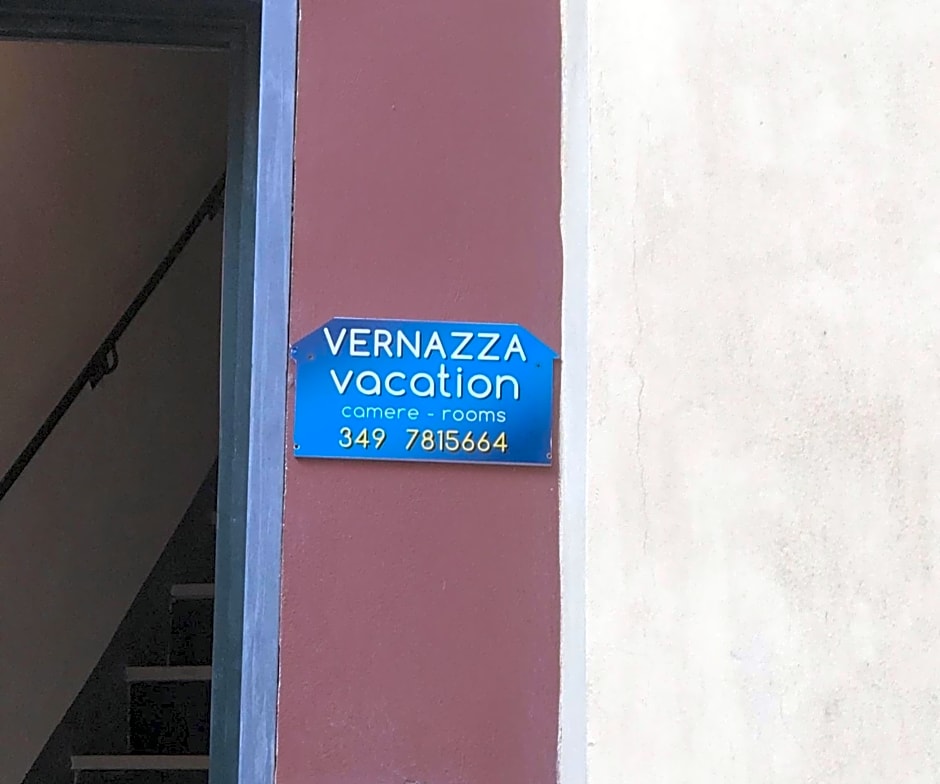 VERNAZZA
vacation
camere - rooms
349 7815664